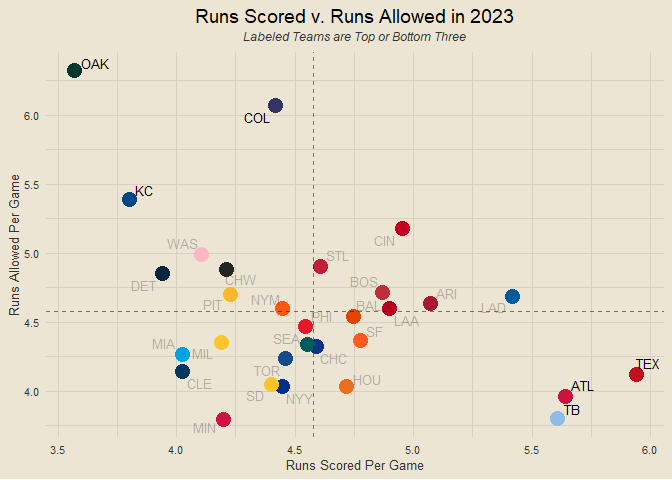 Runs Scored v. Runs Allowed in 2023
Labeled Teams are Top or Bottom Three
OAK
6.0
COL
5.5
KC
5.0
WAS
CIN
STL
CHW
DET
BOS
PIT
NYM
ARI
BAL
LAD
4.5
PHI
LAA
SF
MIA
MIL
SEA
CHC
TEX
TOR
CLE
HOU
ATL
4.0
SD
NYY
TB
MIN
3.5
4.0
4.5
5.0
5.5
6.0
Runs Scored Per Game
Runs Allowed Per Game